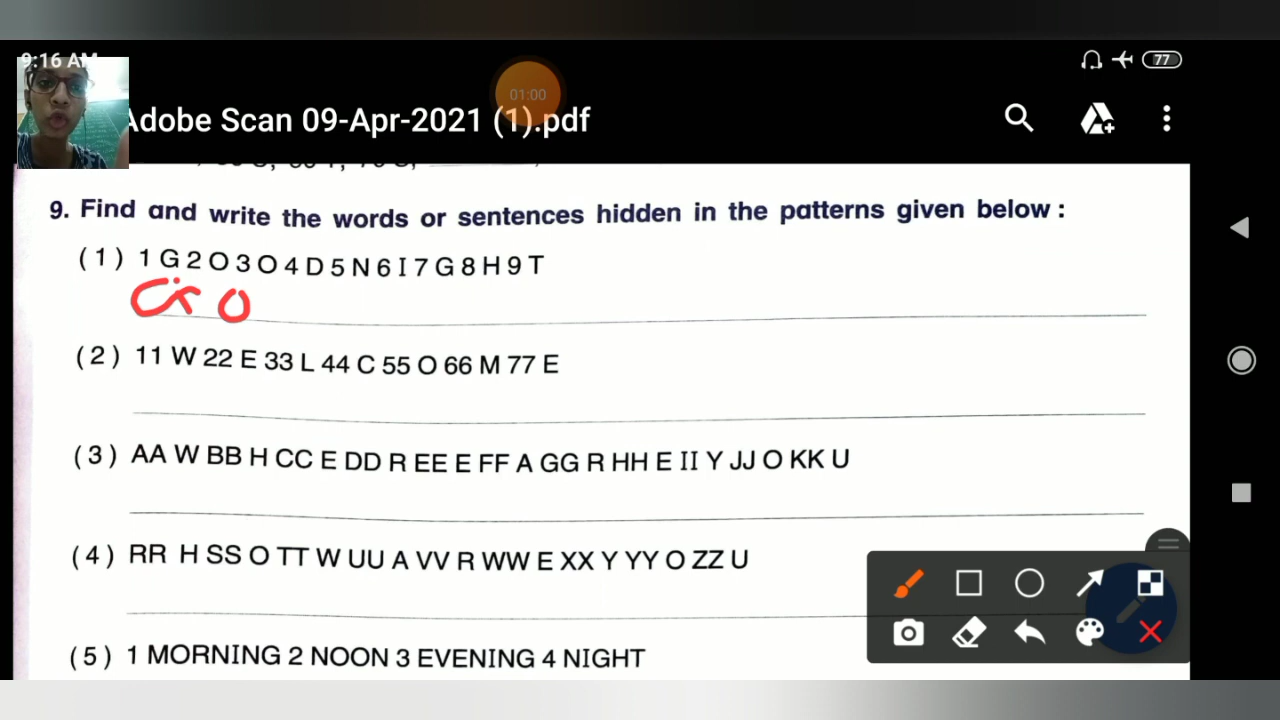 9:16 AM
77
01:00
Adobe Scan 09-Apr-2021 (1).pdf
9. Find and write the words or sentences hidden in the patterns given below :
(1) 1 G 2 O 3 O 4 D 5 N 6 I 7 G 8 H 9 T
G O
(2) 11 W 22 E 33 L 44 C 55 O 66 M 77 E
(3) AA W BB H CC E DD R EE E FF A GG R HH E II Y JJ O KK U
(4) RR H SS O TT W UU A VV R WW E XX Y YY O ZZ U
(5) 1 MORNING 2 NOON 3 EVENING 4 NIGHT